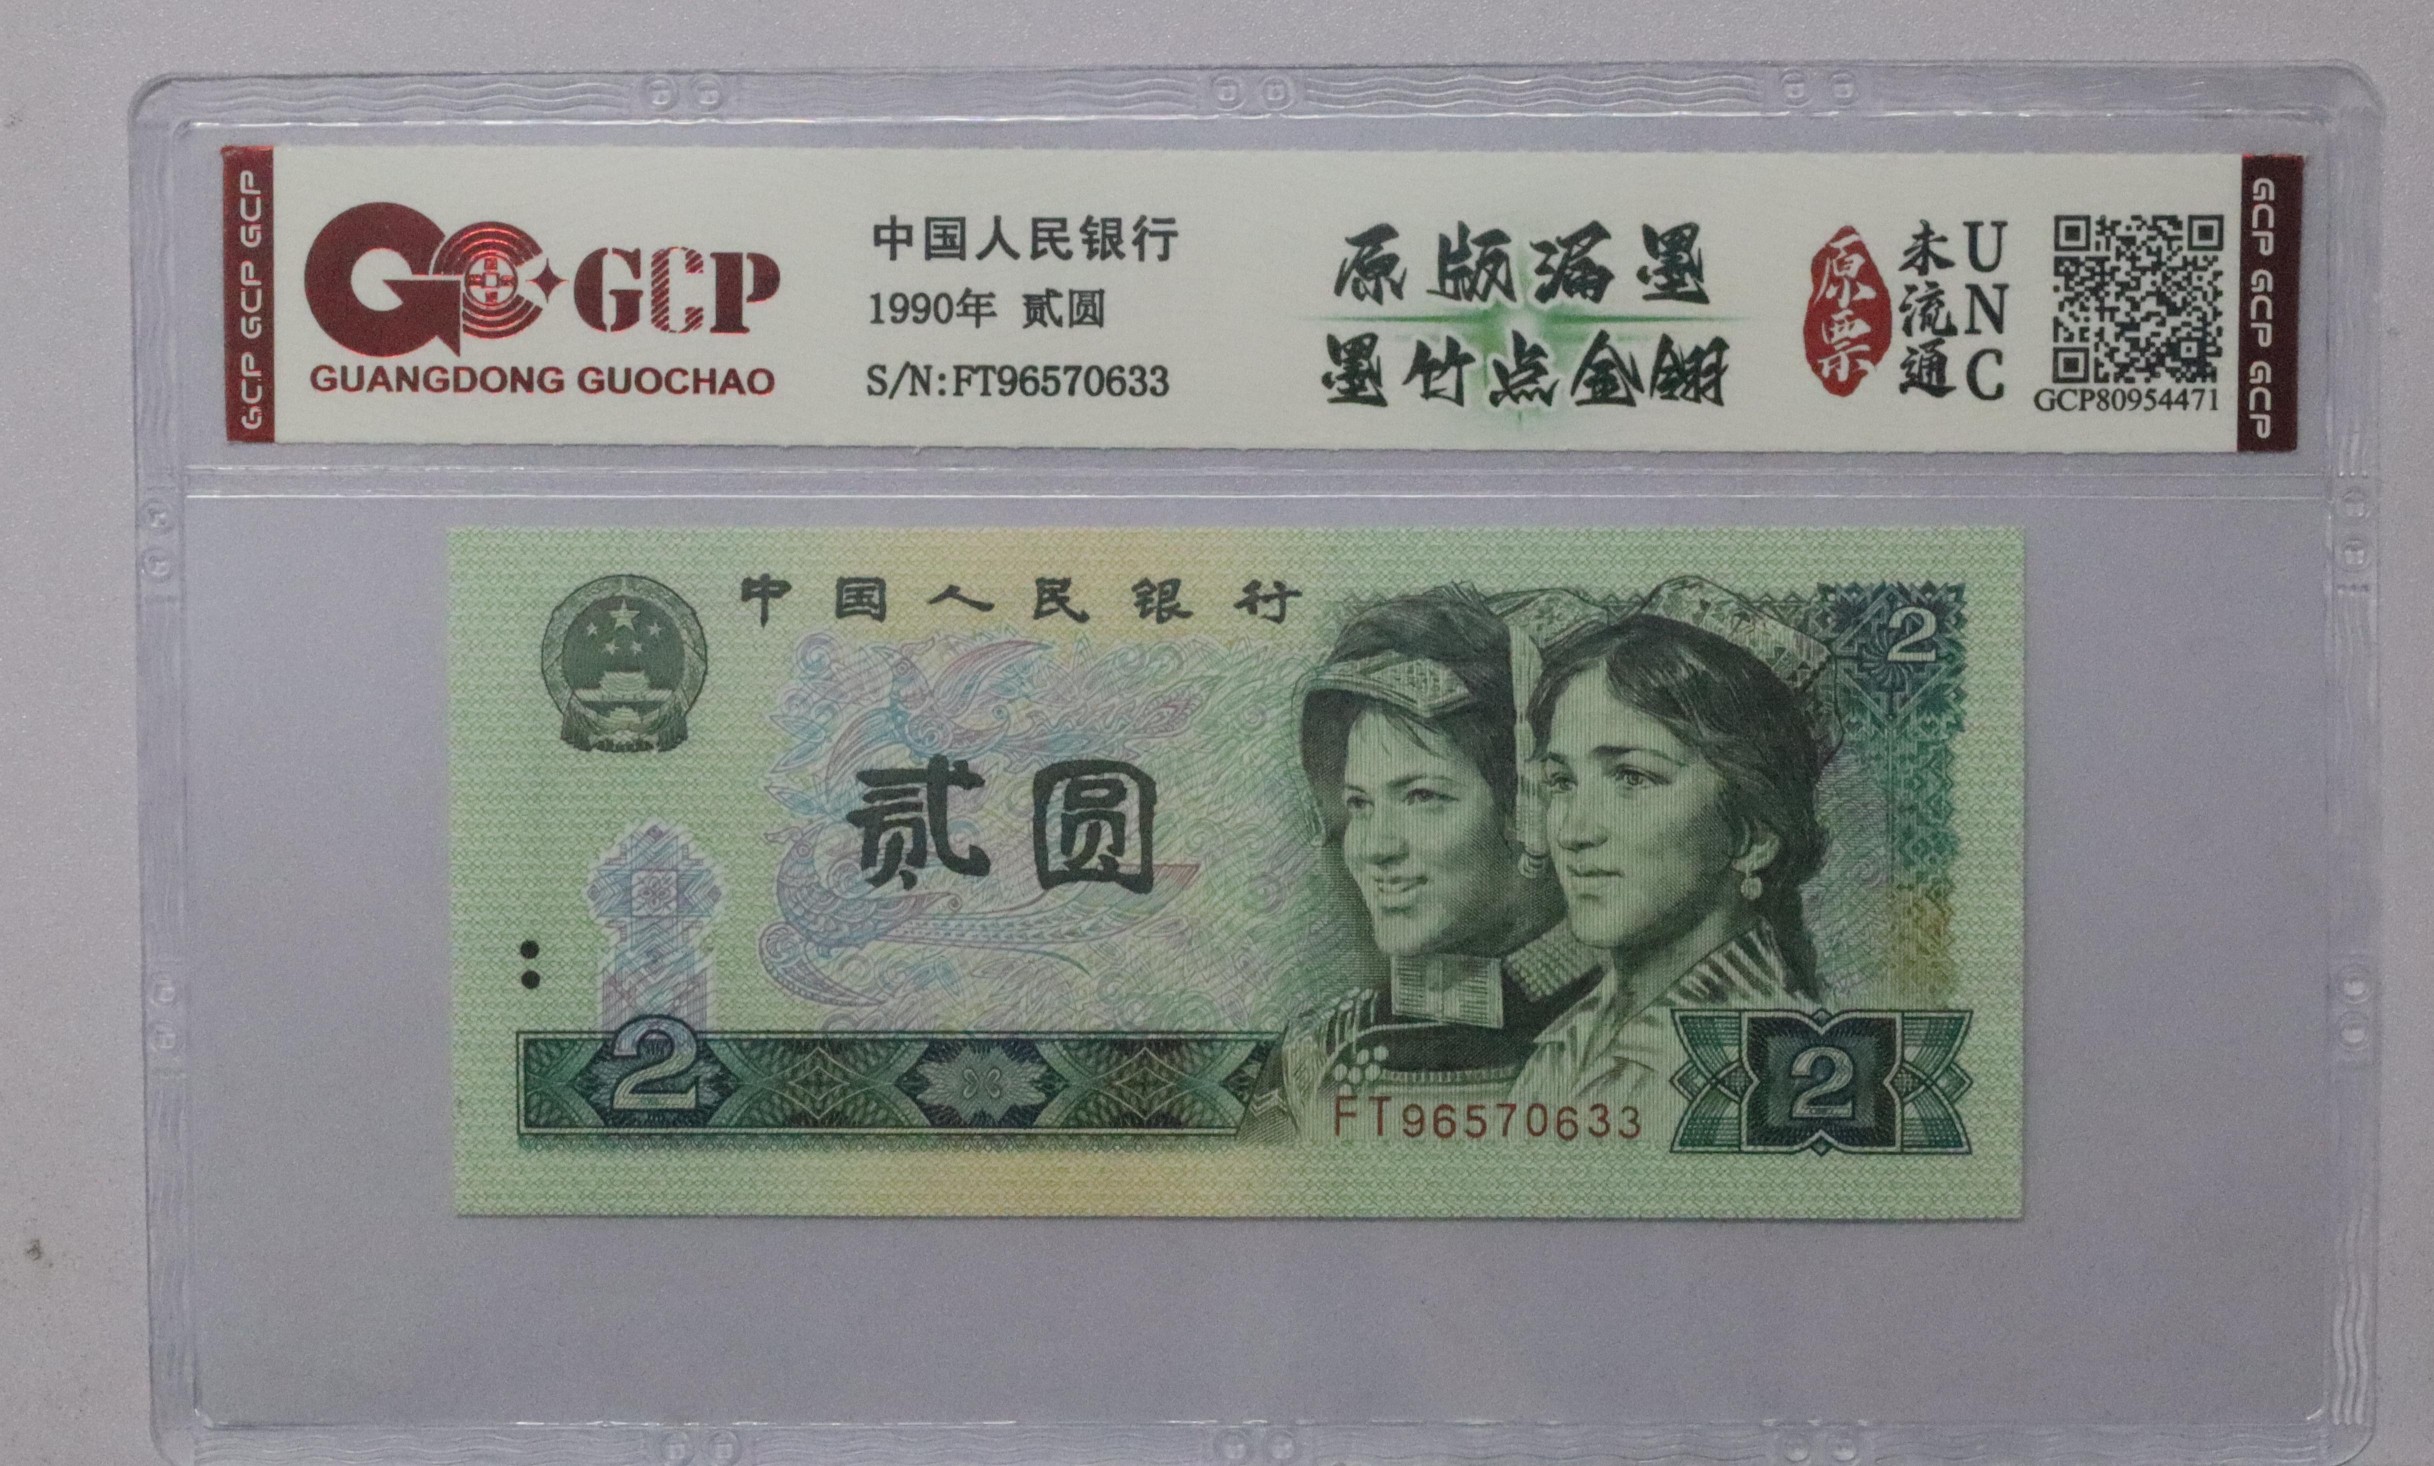 GCP GCP GCP
GCP
GUANGDONG GUOCHAO
中国人民银行
1990年 贰圆
S/N:FT96570633
原版漏墨
墨竹点金翎
原票
未流通
UNC
GCP80954471
GCP GCP GCP
中国人民银行
2
贰圆
2
FT96570633
2